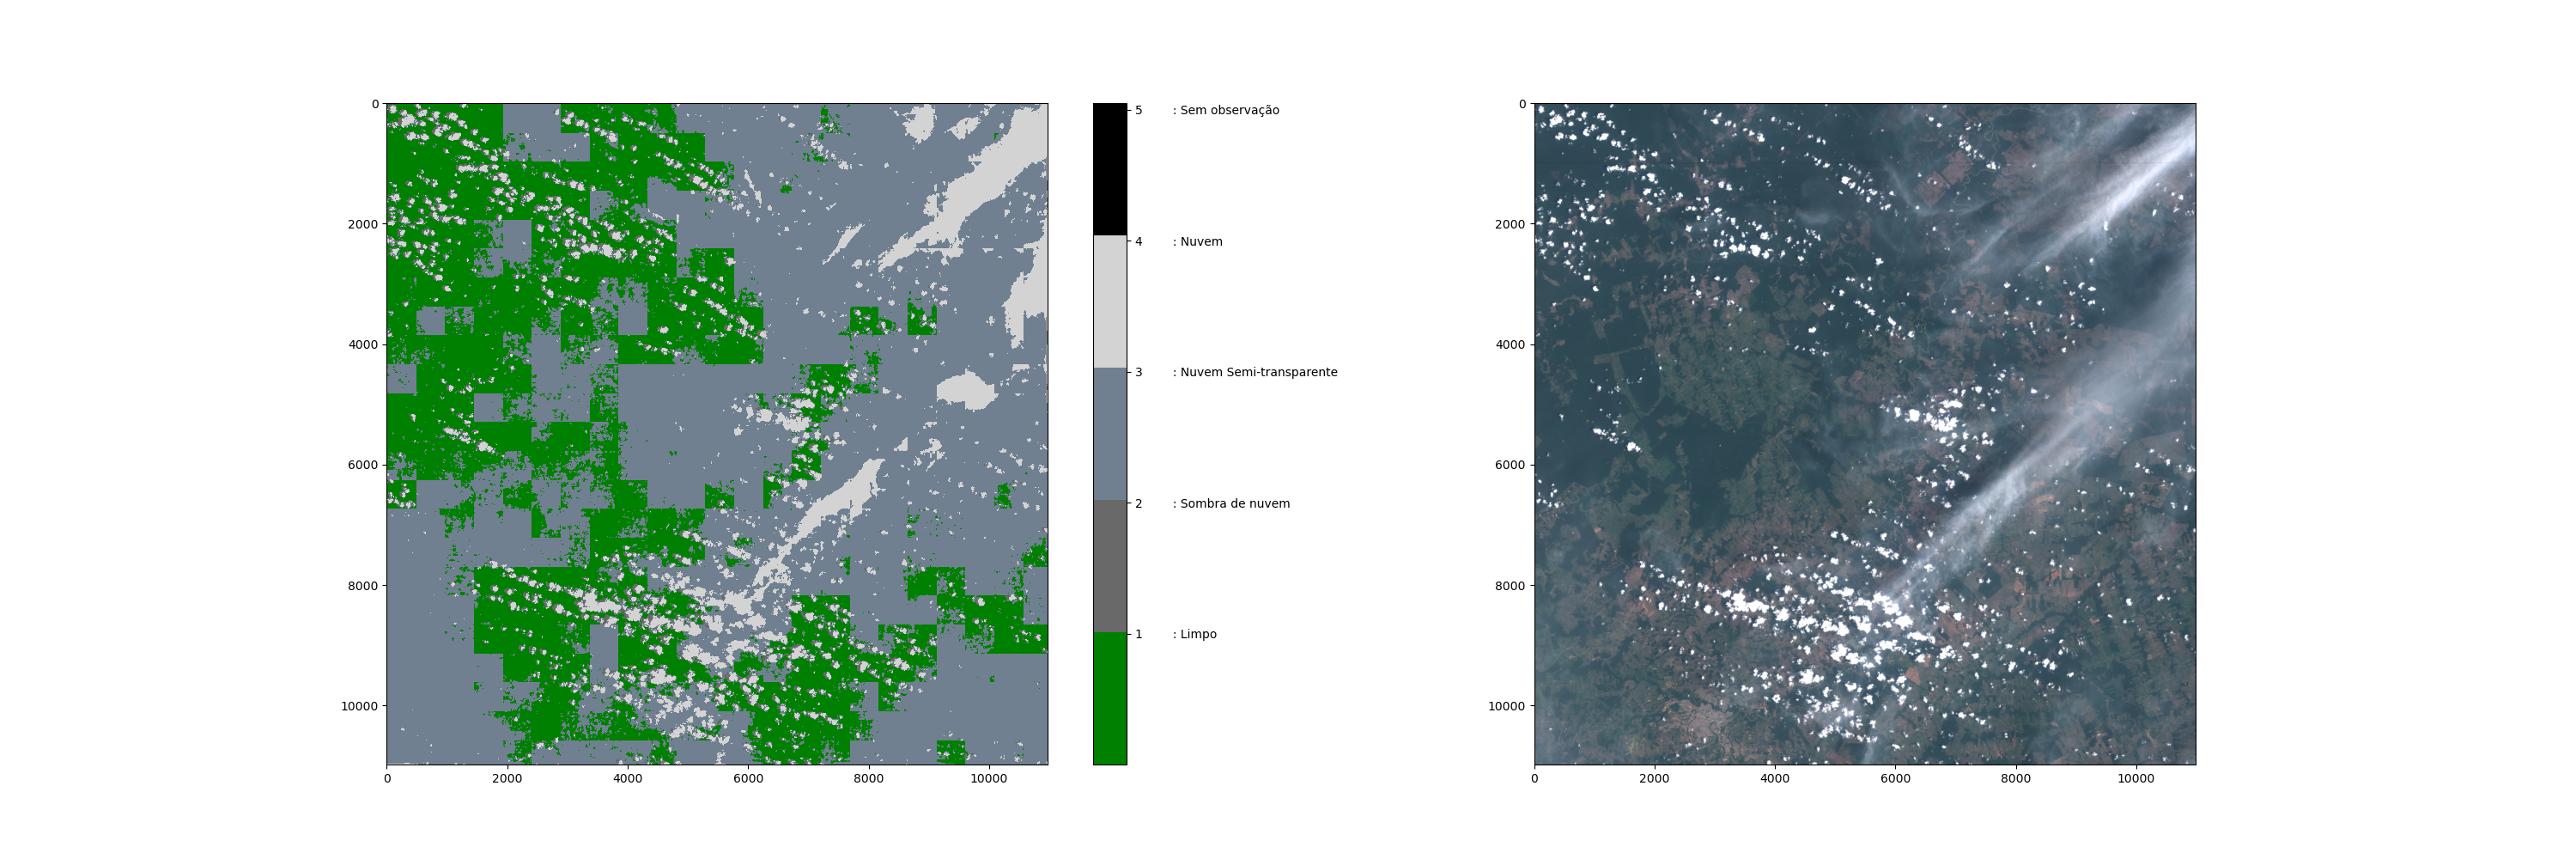 0
2000
4000
6000
8000
10000
0 2000 4000 6000 8000 10000
5 : Sem observação
4 : Nuvem
3 : Nuvem Semi-transparente
2 : Sombra de nuvem
1 : Limpo
0
2000
4000
6000
8000
10000
0 2000 4000 6000 8000 10000